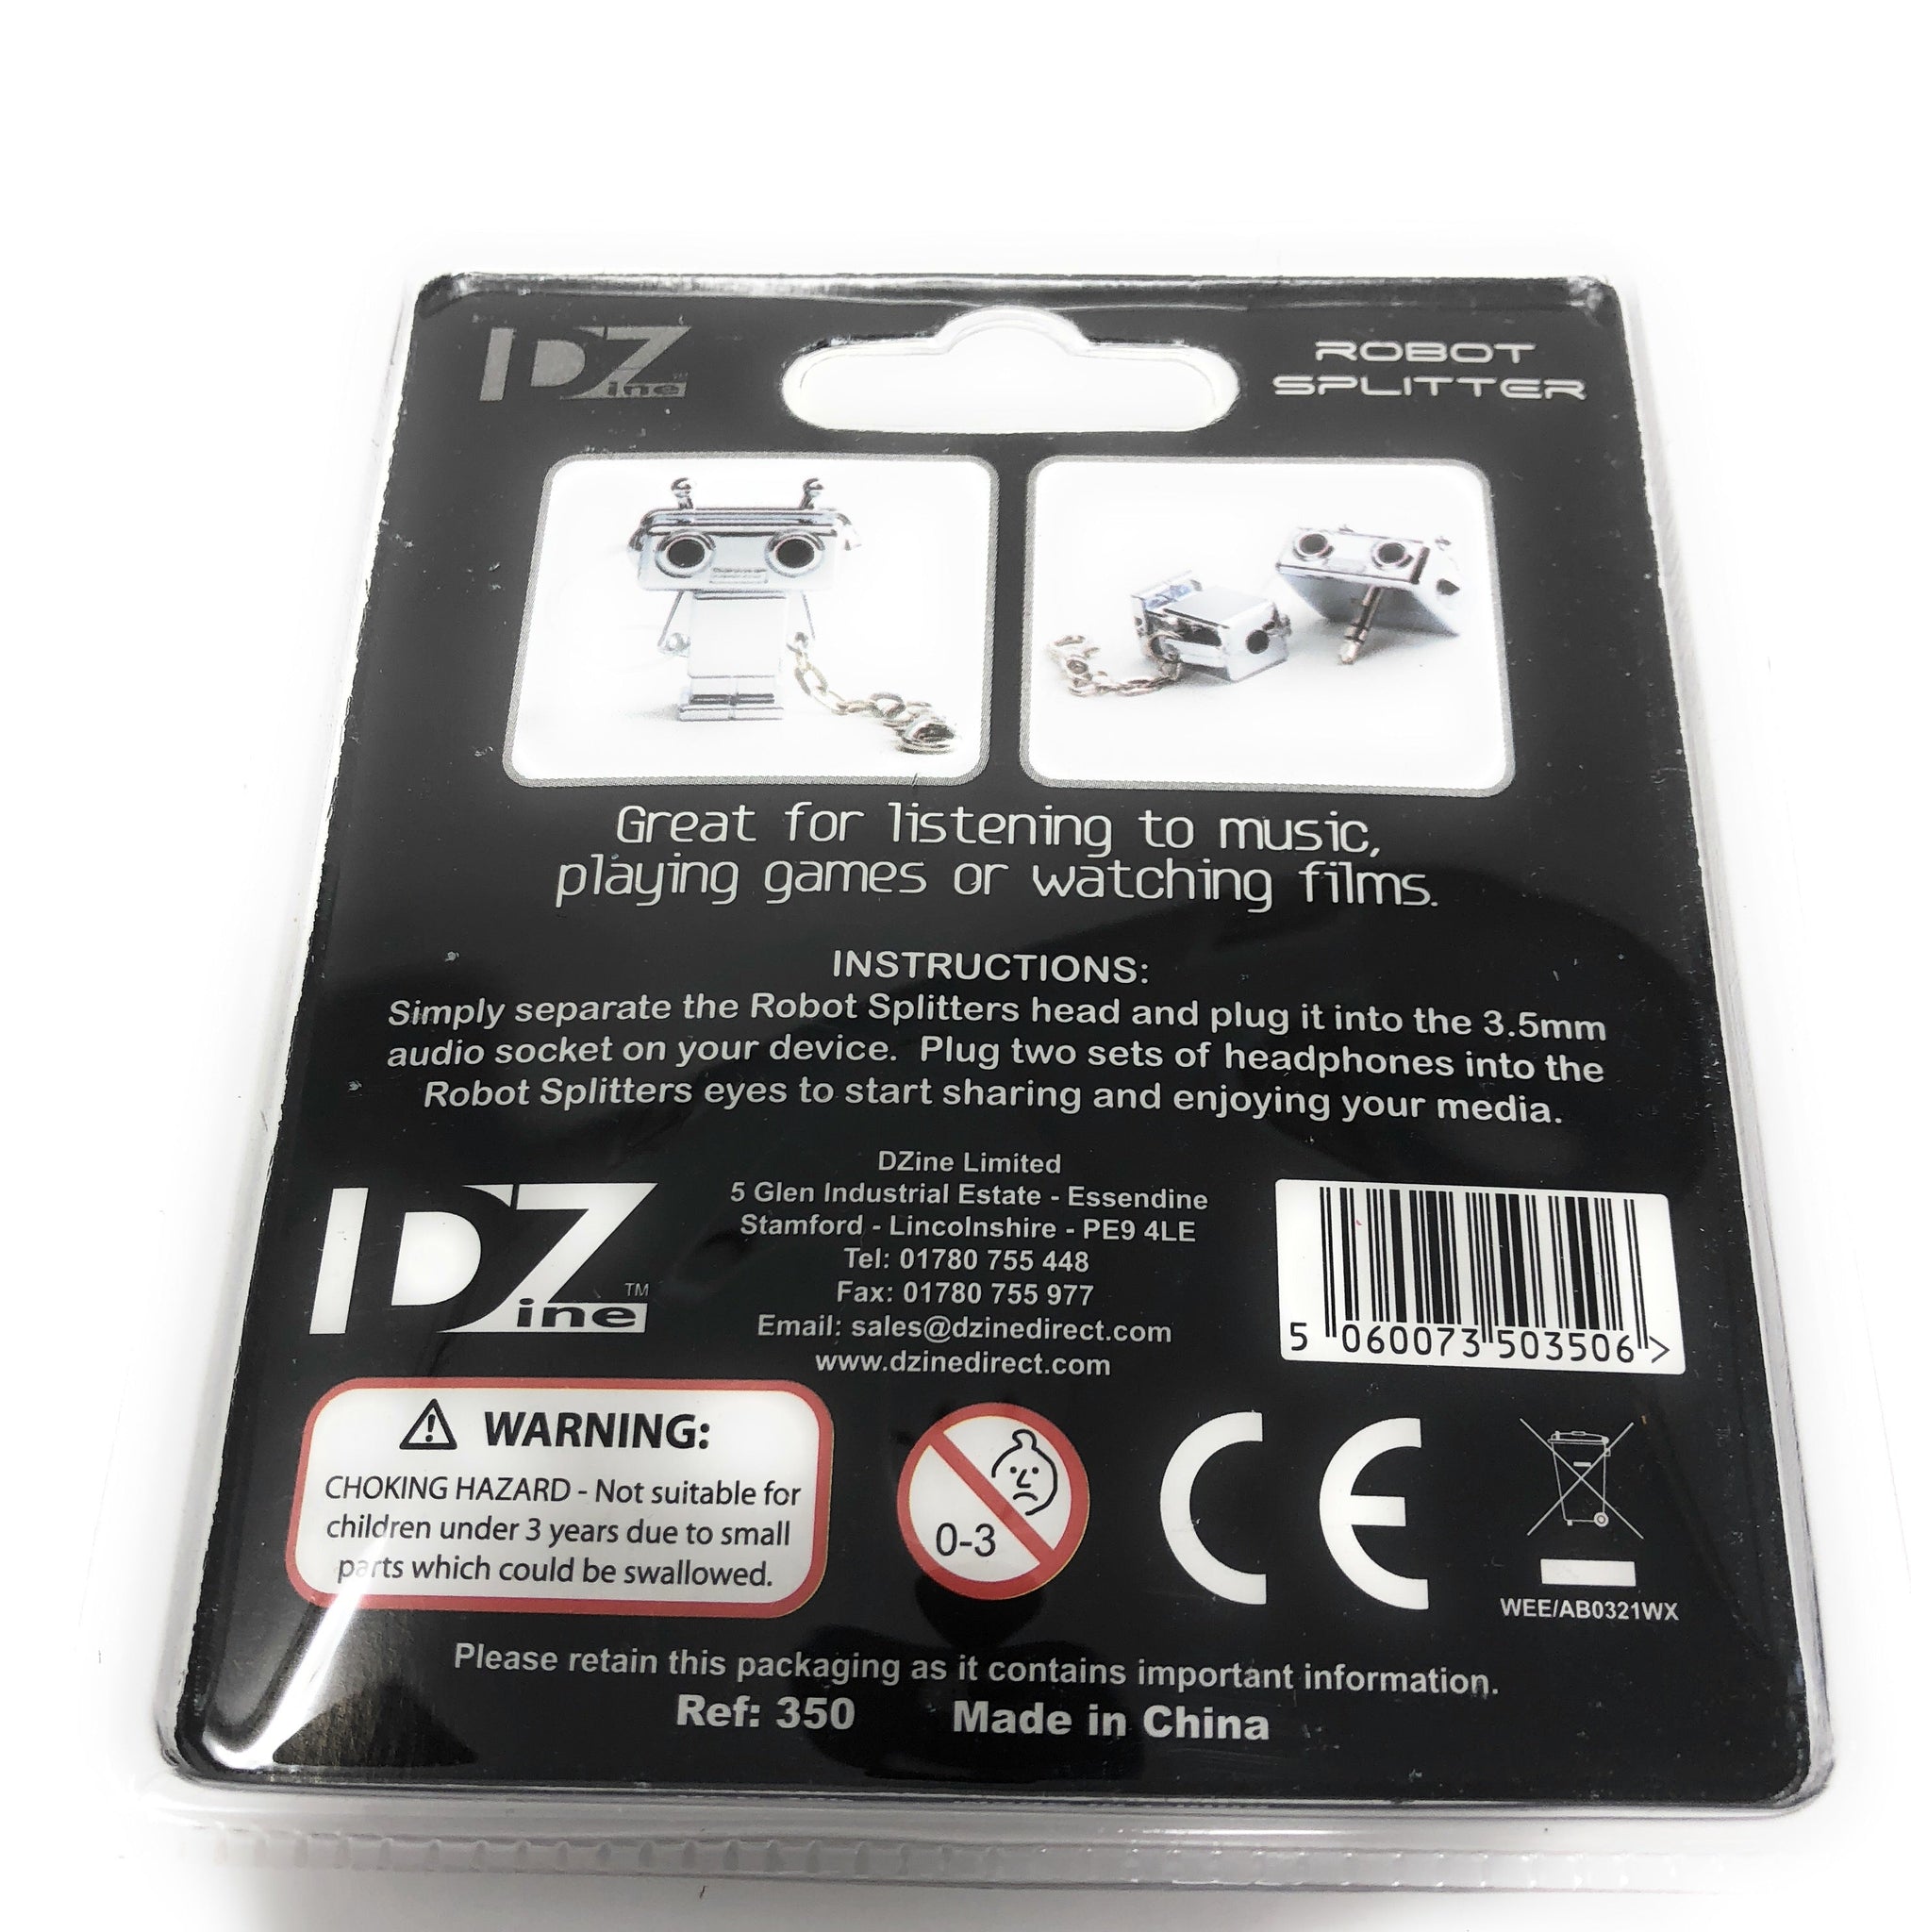 DZine
ROBOT
SPLITTER
Great for listening to music,
playing games or watching films.
INSTRUCTIONS:
Simply separate the Robot Splitters head and plug it into the 3.5mm
audio socket on your device. Plug two sets of headphones into the
Robot Splitters eyes to start sharing and enjoying your media.
DZine Limited
5 Glen Industrial Estate - Essendine
Stamford - Lincolnshire - PE9 4LE
Tel: 01780 755 448
Fax: 01780 755 977
Email: sales@dzinedirect.com
www.dzinedirect.com
DZine™
5 060073 503506 >
WARNING:
CHOKING HAZARD - Not suitable for
children under 3 years due to small
parts which could be swallowed.
0-3
CE
WEE/AB0321WX
Please retain this packaging as it contains important information.
Ref: 350 Made in China